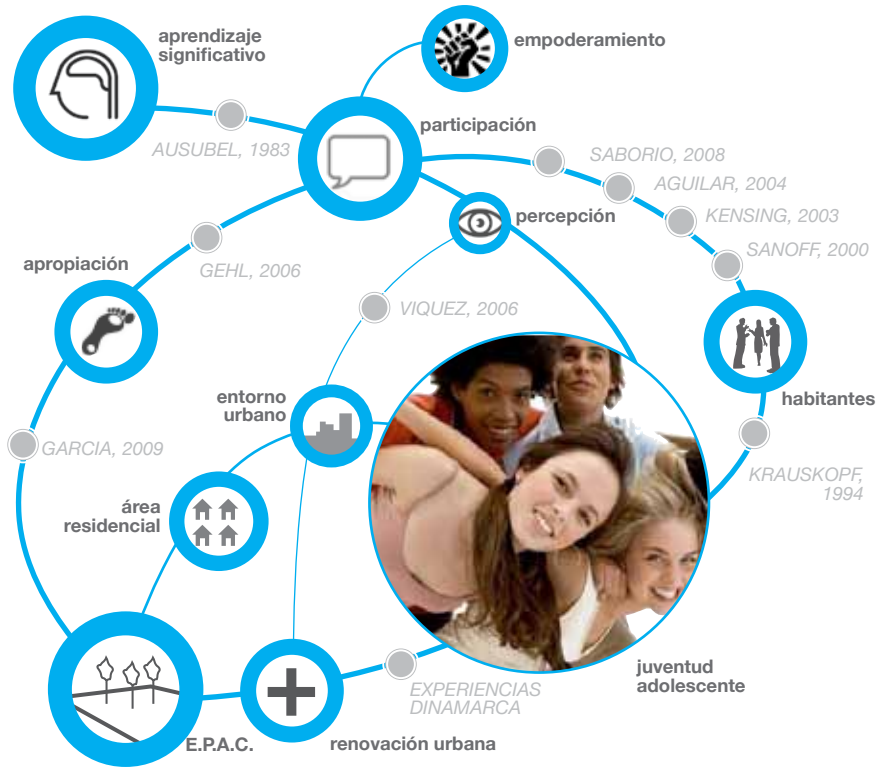 aprendizaje
significativo
empoderamiento
AUSUBEL, 1983
participación
SABORIO, 2008
AGUILAR, 2004
percepción
KENSING, 2003
SANOFF, 2000
apropiación
GEHL, 2006
VIQUEZ, 2006
entorno
urbano
habitantes
GARCIA, 2009
KRAUSKOPF,
1994
área
residencial
juventud
adolescente
EXPERIENCIAS
DINAMARCA
E.P.A.C.
renovación urbana